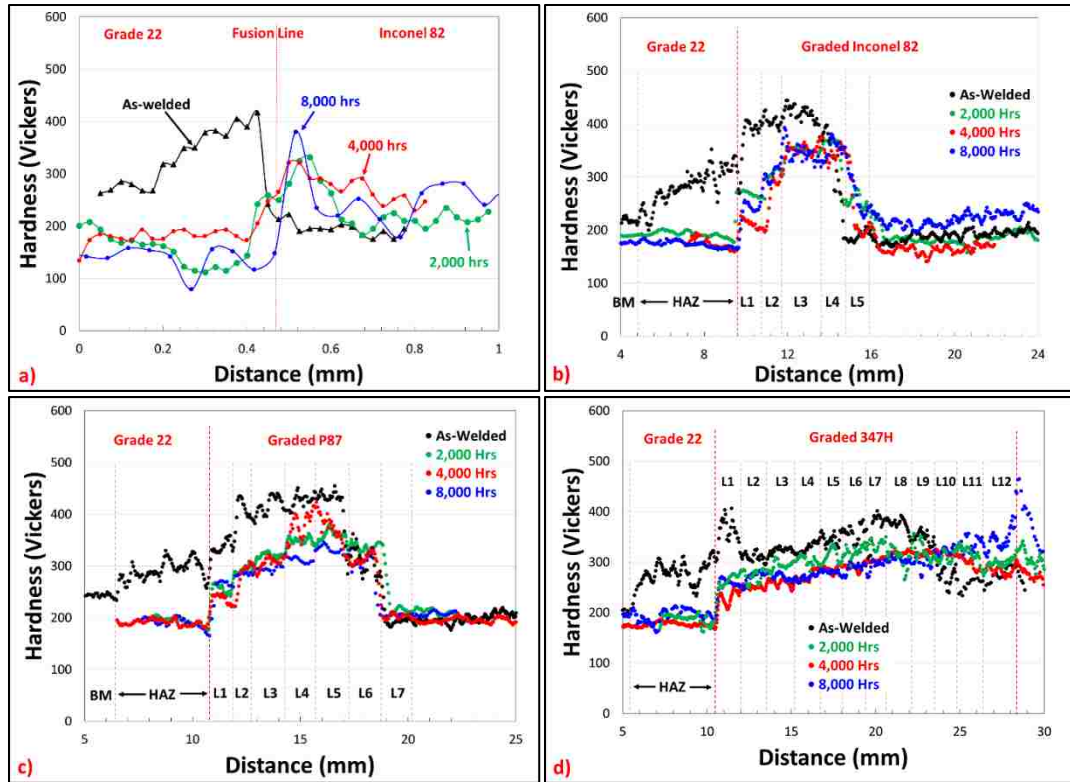 600
500
400
300
200
100
0
Hardness (Vickers)
Grade 22
Fusion Line
Inconel 82
As-welded
8,000 hrs
4,000 hrs
2,000 hrs
0
0.2
0.4
0.6
0.8
1
Distance (mm)
a)
600
500
400
300
200
100
0
Hardness (Vickers)
Grade 22
Graded Inconel 82
As-Welded
2,000 Hrs
4,000 Hrs
8,000 Hrs
BM
HAZ
L1
L2
L3
L4
L5
4
8
12
16
20
24
Distance (mm)
b)
600
500
400
300
200
100
0
Hardness (Vickers)
Grade 22
Graded P87
As-Welded
2,000 Hrs
4,000 Hrs
8,000 Hrs
BM
HAZ
L1
L2
L3
L4
L5
L6
L7
5
10
15
20
25
Distance (mm)
c)
600
500
400
300
200
100
0
Hardness (Vickers)
Grade 22
Graded 347H
L1
L2
L3
L4
L5
L6
L7
L8
L9
L10
L11
L12
As-Welded
2,000 Hrs
4,000 Hrs
8,000 Hrs
HAZ
5
10
15
20
25
30
Distance (mm)
d)